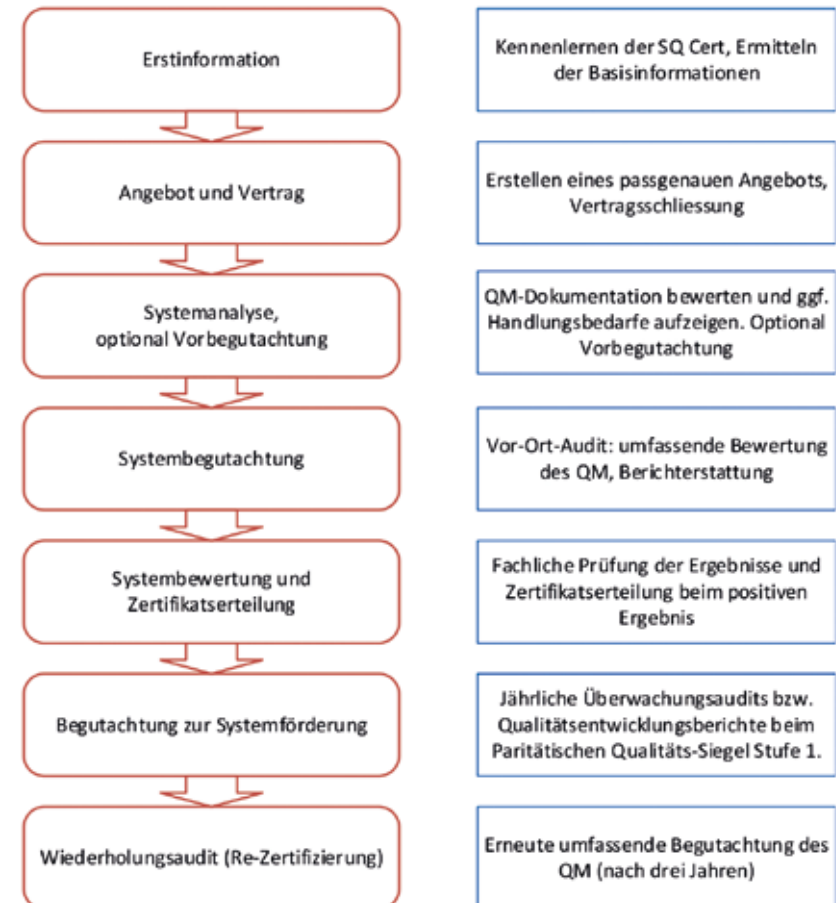 Erstinformation
Kennenlernen der SQ Cert, Ermitteln
der Basisinformationen
Angebot und Vertrag
Erstellen eines passgenauen Angebots,
Vertragsschliessung
Systemanalyse,
optional Vorbegutachtung
QM-Dokumentation bewerten und ggf.
Handlungsbedarfe aufzeigen. Optional
Vorbegutachtung
Systembegutachtung
Vor-Ort-Audit: umfassende Bewertung
des QM, Berichterstattung
Systembewertung und
Zertifikatserteilung
Fachliche Prüfung der Ergebnisse und
Zertifikatserteilung beim positiven
Ergebnis
Begutachtung zur Systemförderung
Jährliche Überwachungsaudits bzw.
Qualitätsentwicklungsberichte beim
Paritätischen Qualitäts-Siegel Stufe 1.
Wiederholungsaudit (Re-Zertifizierung)
Erneute umfassende Begutachtung des
QM (nach drei Jahren)